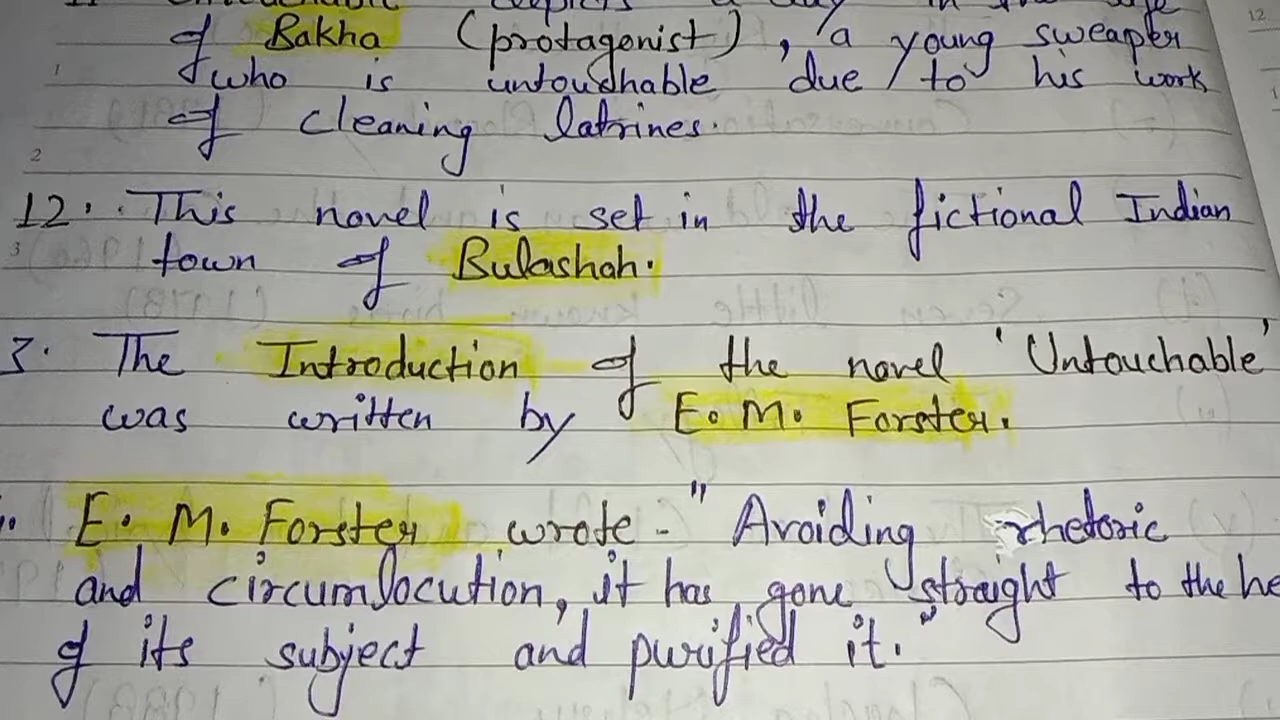 of Bakha (protagonist), a young sweaper
who is untouchable due to his work
of cleaning latrines.
12. This novel is set in the fictional Indian
town of Bulashah.
3. The Introduction of the novel 'Untouchable'
was written by E. M. Forster.
E. M. Forster wrote - "Avoiding rhetoric
and circumlocution, it has gone straight to the he
of its subject and purified it."